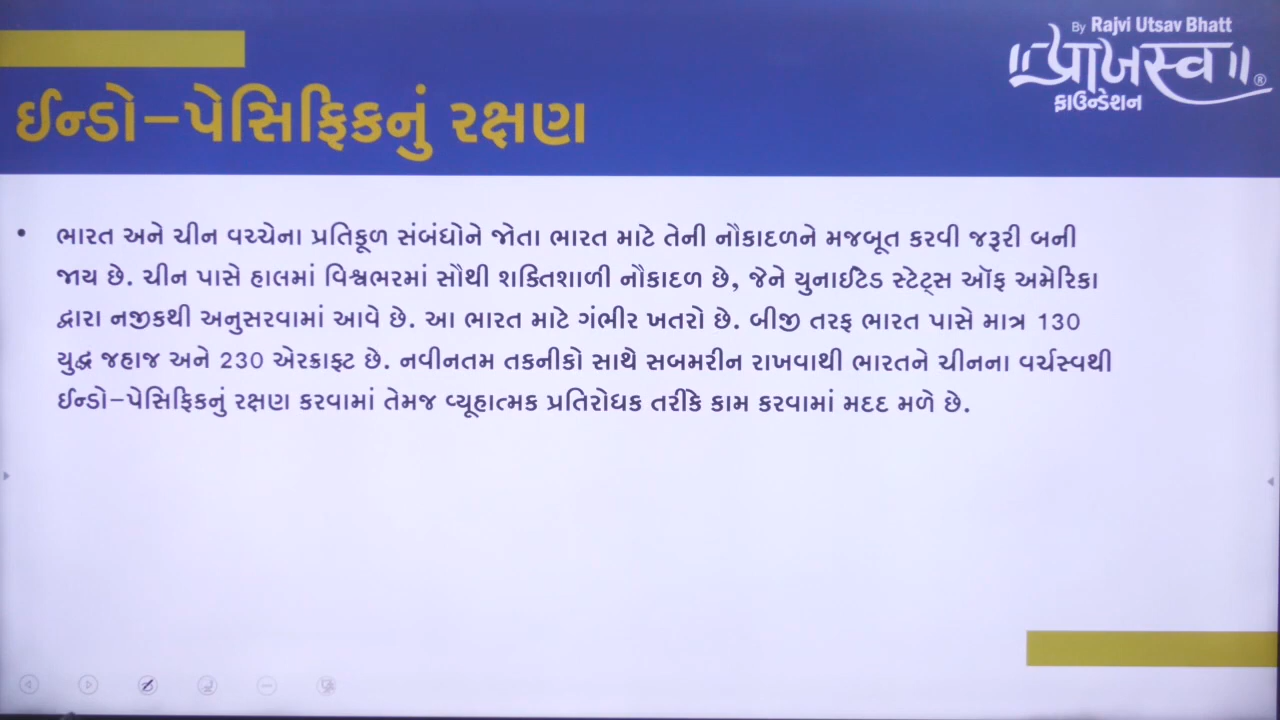 By Rajvi Utsav Bhatt
॥प्राજસ્વ॥ ®
ફાઉન્ડેશન
ઈન્ડો-પેસિફિકનું રક્ષણ
• ભારત અને ચીન વચ્ચેના પ્રતિકૂળ સંબંધોને જોતા ભારત માટે તેની નૌકાદળને મજબૂત કરવી જરૂરી બની
જાય છે. ચીન પાસે હાલમાં વિશ્વભરમાં સૌથી શક્તિશાળી નૌકાદળ છે, જેને યુનાઈટેડ સ્ટેટ્સ ઑફ અમેરિકા
દ્વારા નજીકથી અનુસરવામાં આવે છે. આ ભારત માટે ગંભીર ખતરો છે. બીજી તરફ ભારત પાસે માત્ર 130
યુદ્ધ જહાજ અને 230 એરક્રાફ્ટ છે. નવીનતમ તકનીકો સાથે સબમરીન રાખવાથી ભારતને ચીનના વર્ચસ્વથી
ઈન્ડો-પેસિફિકનું રક્ષણ કરવામાં તેમજ વ્યૂહાત્મક પ્રતિરોધક તરીકે કામ કરવામાં મદદ મળે છે.